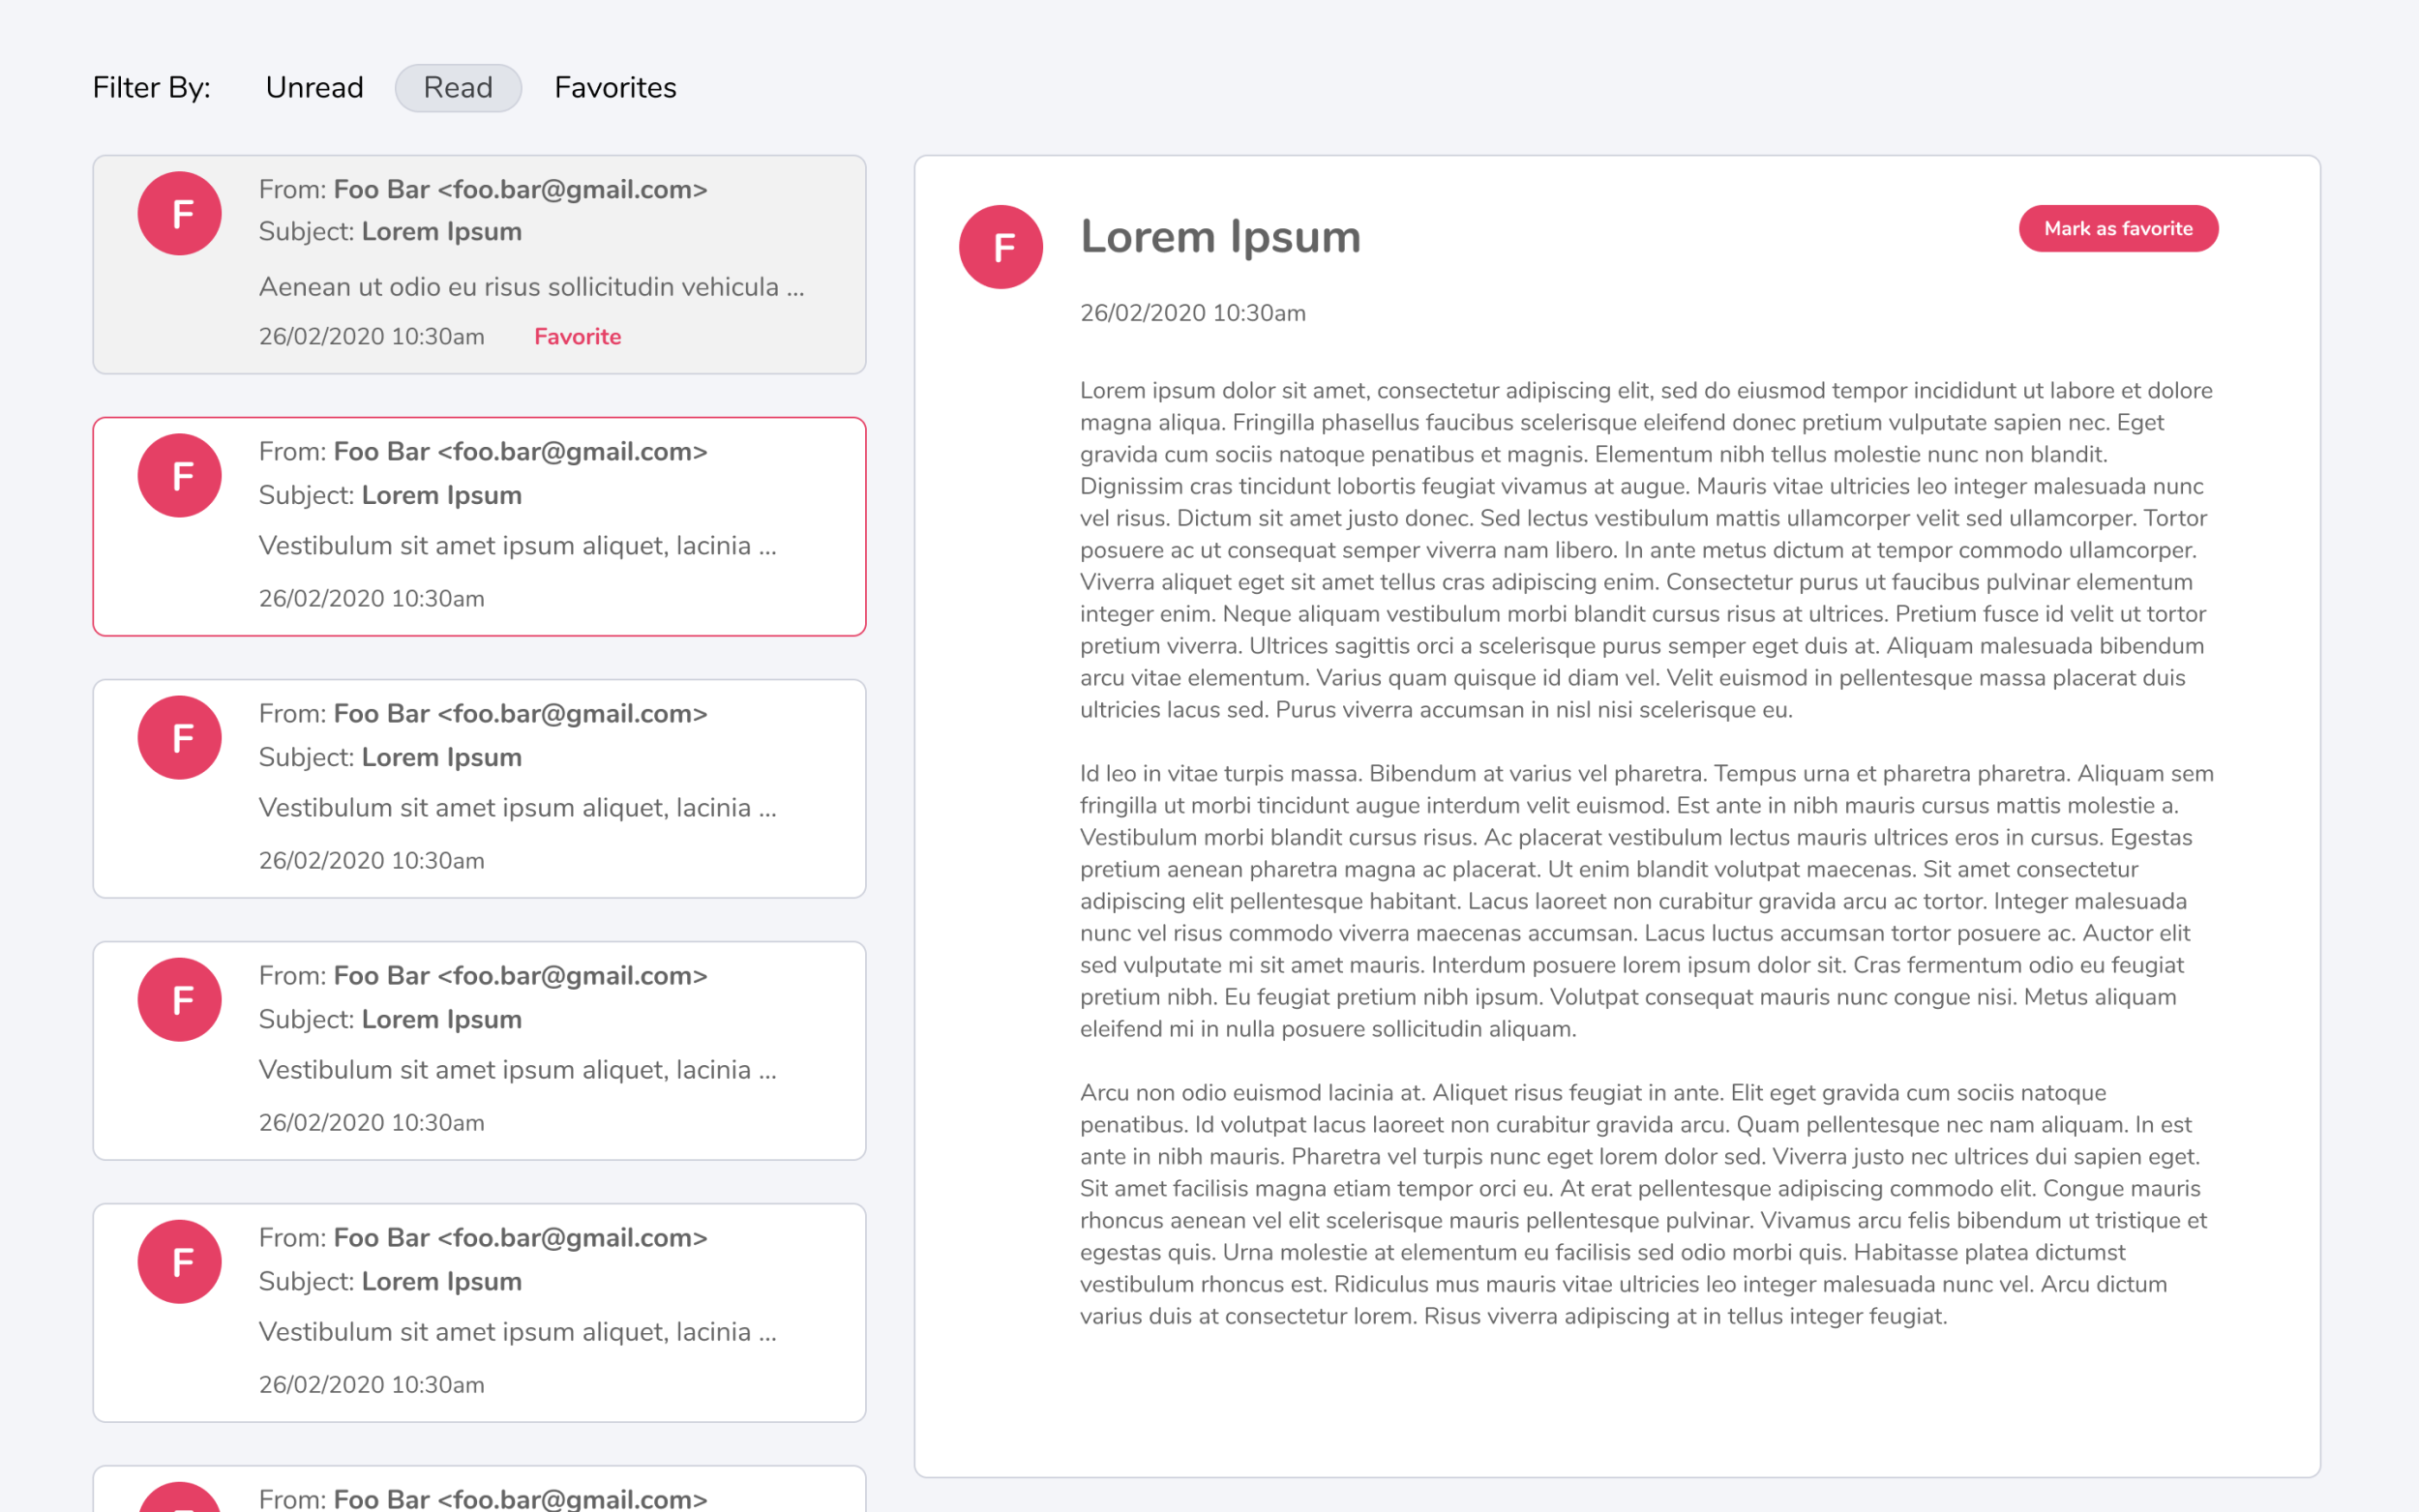 Filter By: Unread Read Favorites
F
From: Foo Bar <foo.bar@gmail.com>
Subject: Lorem Ipsum
Aenean ut odio eu risus sollicitudin vehicula ...
26/02/2020 10:30am Favorite
F
From: Foo Bar <foo.bar@gmail.com>
Subject: Lorem Ipsum
Vestibulum sit amet ipsum aliquet, lacinia ...
26/02/2020 10:30am
F
From: Foo Bar <foo.bar@gmail.com>
Subject: Lorem Ipsum
Vestibulum sit amet ipsum aliquet, lacinia ...
26/02/2020 10:30am
F
From: Foo Bar <foo.bar@gmail.com>
Subject: Lorem Ipsum
Vestibulum sit amet ipsum aliquet, lacinia ...
26/02/2020 10:30am
F
From: Foo Bar <foo.bar@gmail.com>
Subject: Lorem Ipsum
Vestibulum sit amet ipsum aliquet, lacinia ...
26/02/2020 10:30am
From: Foo Bar <foo.bar@gmail.com>
F
Lorem Ipsum
Mark as favorite
26/02/2020 10:30am
Lorem ipsum dolor sit amet, consectetur adipiscing elit, sed do eiusmod tempor incididunt ut labore et dolore
magna aliqua. Fringilla phasellus faucibus scelerisque eleifend donec pretium vulputate sapien nec. Eget
gravida cum sociis natoque penatibus et magnis. Elementum nibh tellus molestie nunc non blandit.
Dignissim cras tincidunt lobortis feugiat vivamus at augue. Mauris vitae ultricies leo integer malesuada nunc
vel risus. Dictum sit amet justo donec. Sed lectus vestibulum mattis ullamcorper velit sed ullamcorper. Tortor
posuere ac ut consequat semper viverra nam libero. In ante metus dictum at tempor commodo ullamcorper.
Viverra aliquet eget sit amet tellus cras adipiscing enim. Consectetur purus ut faucibus pulvinar elementum
integer enim. Neque aliquam vestibulum morbi blandit cursus risus at ultrices. Pretium fusce id velit ut tortor
pretium viverra. Ultrices sagittis orci a scelerisque purus semper eget duis at. Aliquam malesuada bibendum
arcu vitae elementum. Varius quam quisque id diam vel. Velit euismod in pellentesque massa placerat duis
ultricies lacus sed. Purus viverra accumsan in nisl nisi scelerisque eu.
Id leo in vitae turpis massa. Bibendum at varius vel pharetra. Tempus urna et pharetra pharetra. Aliquam sem
fringilla ut morbi tincidunt augue interdum velit euismod. Est ante in nibh mauris cursus mattis molestie a.
Vestibulum morbi blandit cursus risus. Ac placerat vestibulum lectus mauris ultrices eros in cursus. Egestas
pretium aenean pharetra magna ac placerat. Ut enim blandit volutpat maecenas. Sit amet consectetur
adipiscing elit pellentesque habitant. Lacus laoreet non curabitur gravida arcu ac tortor. Integer malesuada
nunc vel risus commodo viverra maecenas accumsan. Lacus luctus accumsan tortor posuere ac. Auctor elit
sed vulputate mi sit amet mauris. Interdum posuere lorem ipsum dolor sit. Cras fermentum odio eu feugiat
pretium nibh. Eu feugiat pretium nibh ipsum. Volutpat consequat mauris nunc congue nisi. Metus aliquam
eleifend mi in nulla posuere sollicitudin aliquam.
Arcu non odio euismod lacinia at. Aliquet risus feugiat in ante. Elit eget gravida cum sociis natoque
penatibus. Id volutpat lacus laoreet non curabitur gravida arcu. Quam pellentesque nec nam aliquam. In est
ante in nibh mauris. Pharetra vel turpis nunc eget lorem dolor sed. Viverra justo nec ultrices dui sapien eget.
Sit amet facilisis magna etiam tempor orci eu. At erat pellentesque adipiscing commodo elit. Congue mauris
rhoncus aenean vel elit scelerisque mauris pellentesque pulvinar. Vivamus arcu felis bibendum ut tristique et
egestas quis. Urna molestie at elementum eu facilisis sed odio morbi quis. Habitasse platea dictumst
vestibulum rhoncus est. Ridiculus mus mauris vitae ultricies leo integer malesuada nunc vel. Arcu dictum
varius duis at consectetur lorem. Risus viverra adipiscing at in tellus integer feugiat.